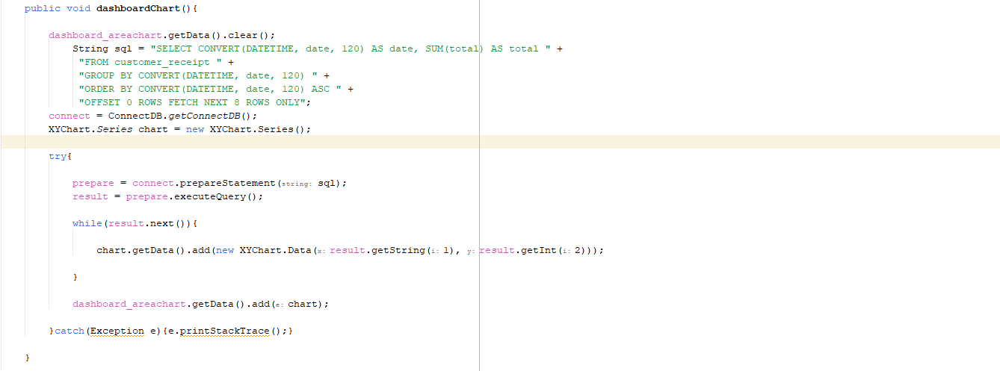 public void dashboardChart(){
dashboard_areachart.getData().clear();
String sql = "SELECT CONVERT(DATETIME, date, 120) AS date, SUM(total) AS total " +
"FROM customer_receipt " +
"GROUP BY CONVERT(DATETIME, date, 120) " +
"ORDER BY CONVERT(DATETIME, date, 120) ASC " +
"OFFSET 0 ROWS FETCH NEXT 8 ROWS ONLY";
connect = ConnectDB.getConnectDB();
XYChart.Series chart = new XYChart.Series();
try{
prepare = connect.prepareStatement(string: sql);
result = prepare.executeQuery();
while(result.next()){
chart.getData().add(new XYChart.Data(x: result.getString(i: 1), y: result.getInt(i: 2)));
}
dashboard_areachart.getData().add(e: chart);
}catch(Exception e){e.printStackTrace();}
}